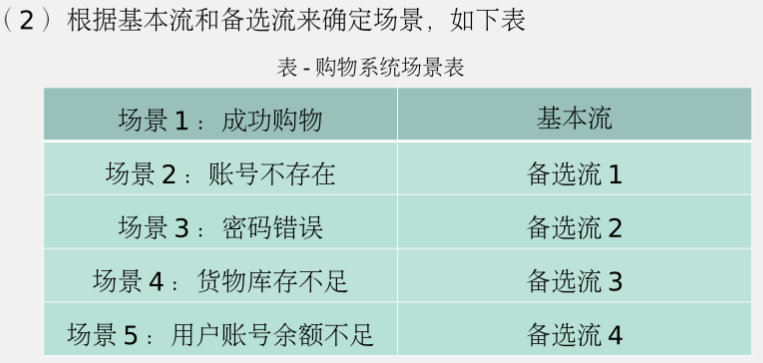 （2）根据基本流和备选流来确定场景，如下表
表 - 购物系统场景表
场景 1 ：成功购物 基本流
场景 2 ：账号不存在 备选流 1
场景 3 ：密码错误 备选流 2
场景 4 ：货物库存不足 备选流 3
场景 5 ：用户账号余额不足 备选流 4